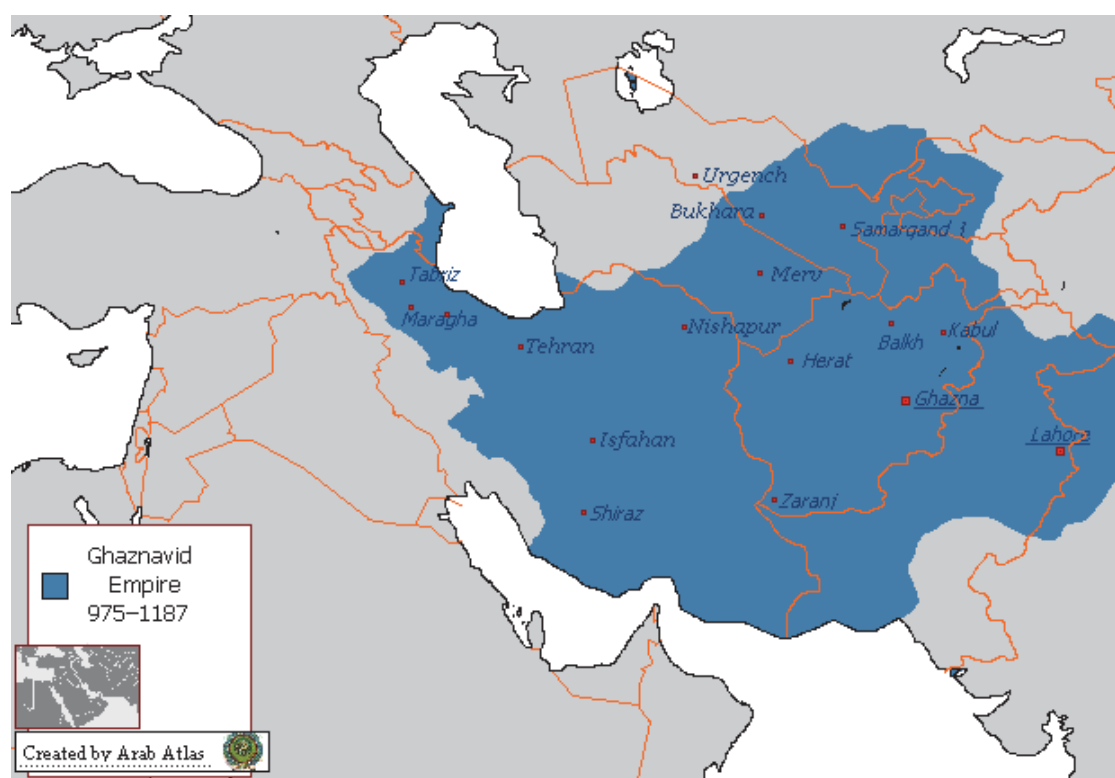 Urgench
Bukhara
Samarqand i
Tabriz
Merv
Maragha
Nishapur
Tehran
Balkh
Kabul
Herat
Ghazna
Isfahan
Lahore
Zaranj
Shiraz
Ghaznavid
Empire
975-1187
Created by Arab Atlas